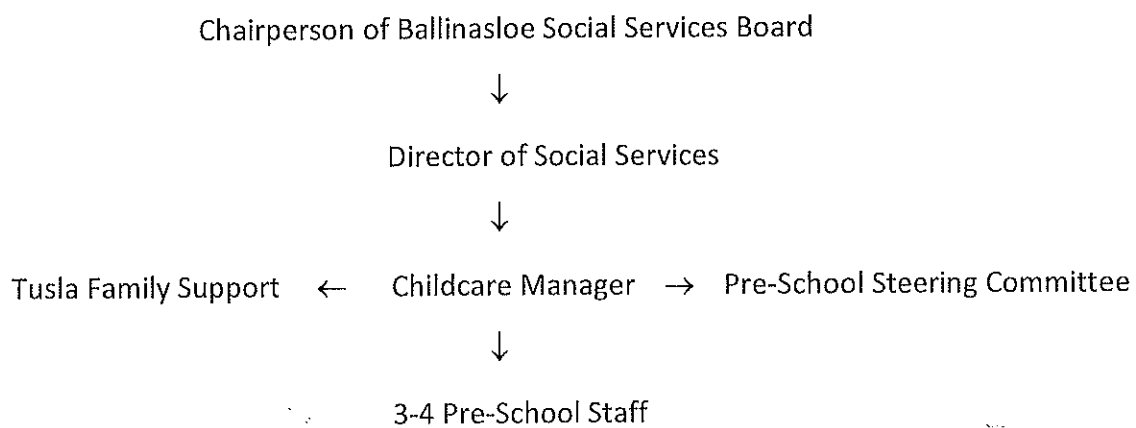 Chairperson of Ballinasloe Social Services Board
↓
Director of Social Services
↓
Tusla Family Support ← Childcare Manager → Pre-School Steering Committee
↓
3-4 Pre-School Staff